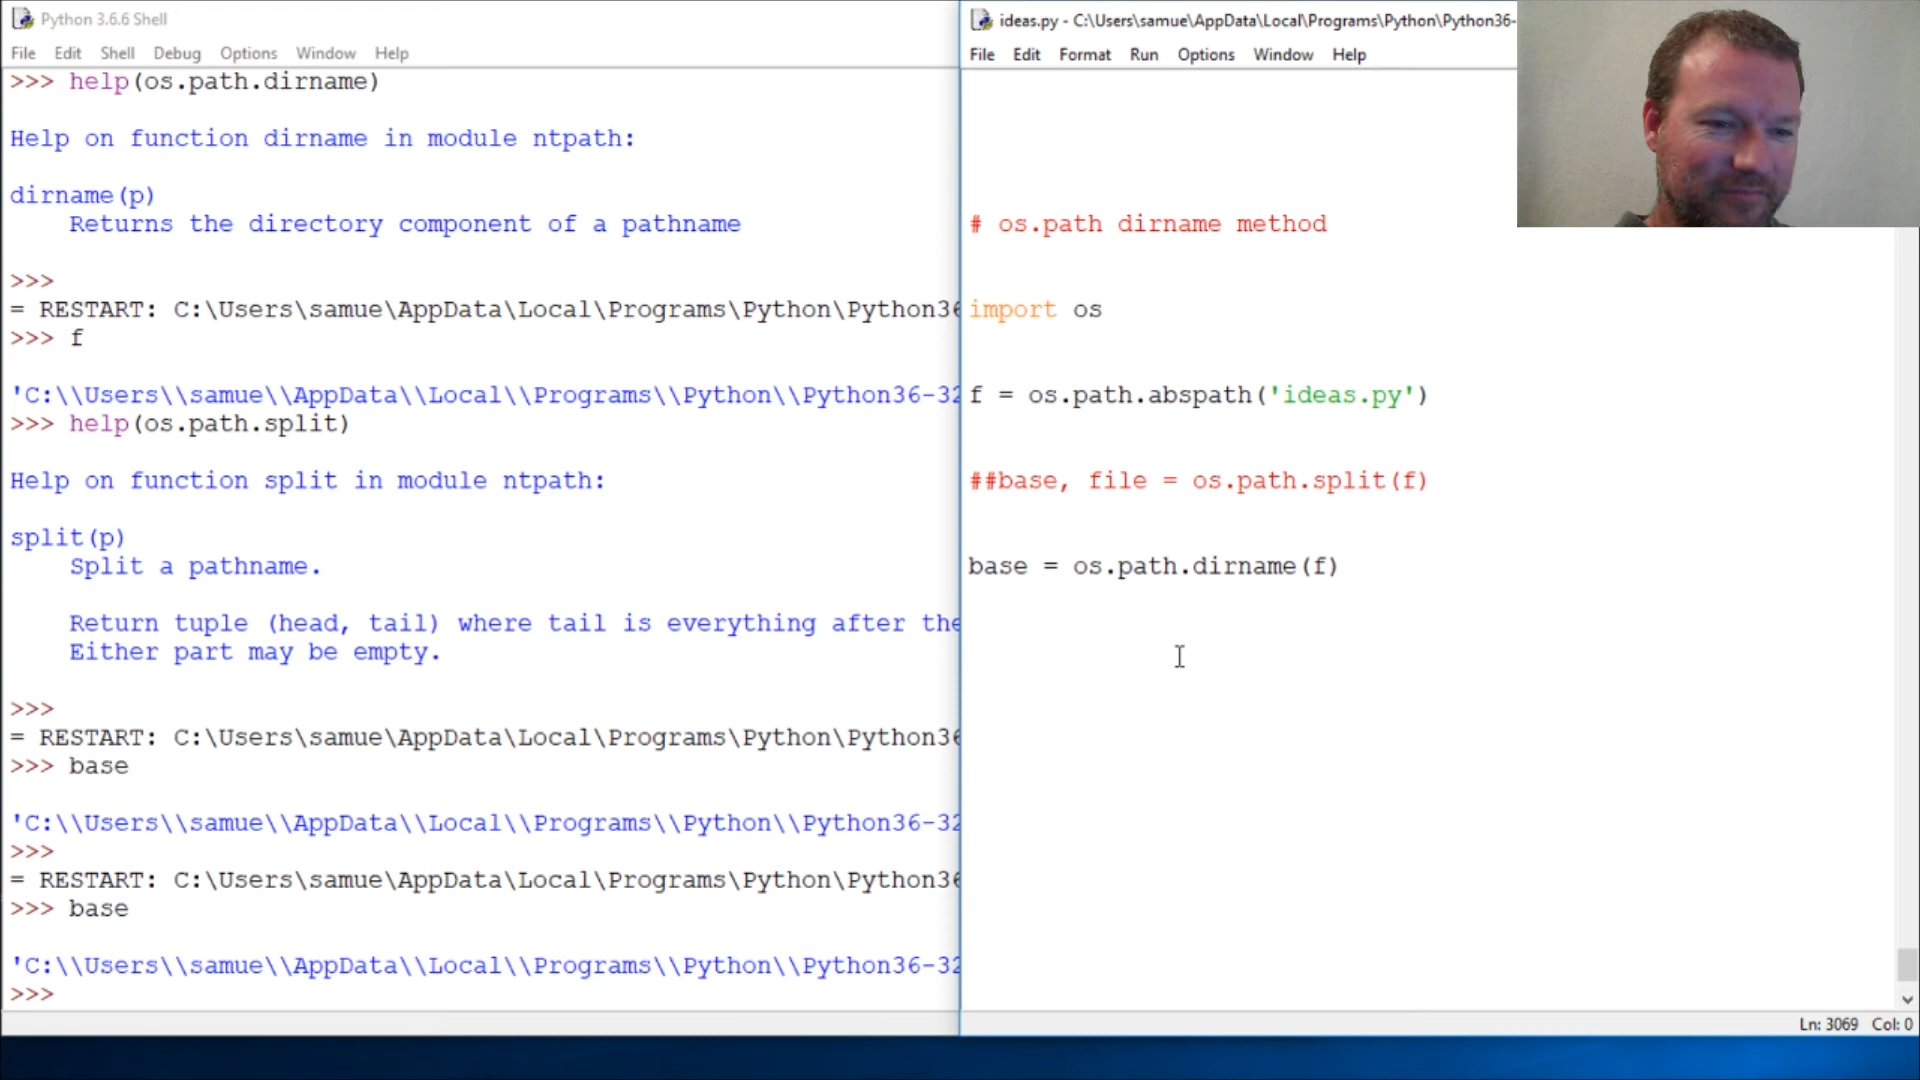 Python 3.6.6 Shell
File Edit Shell Debug Options Window Help
>>> help(os.path.dirname)
Help on function dirname in module ntpath:
dirname(p)
Returns the directory component of a pathname
>>>
= RESTART: C:\Users\samue\AppData\Local\Programs\Python\Python36
>>> f
'C:\\Users\\samue\\AppData\\Local\\Programs\\Python\\Python36-32
>>> help(os.path.split)
Help on function split in module ntpath:
split(p)
Split a pathname.
Return tuple (head, tail) where tail is everything after the
Either part may be empty.
>>>
= RESTART: C:\Users\samue\AppData\Local\Programs\Python\Python36
>>> base
'C:\\Users\\samue\\AppData\\Local\\Programs\\Python\\Python36-32
>>>
= RESTART: C:\Users\samue\AppData\Local\Programs\Python\Python36
>>> base
'C:\\Users\\samue\\AppData\\Local\\Programs\\Python\\Python36-32
>>>
ideas.py - C:\Users\samue\AppData\Local\Programs\Python\Python36-
File Edit Format Run Options Window Help
# os.path dirname method
import os
f = os.path.abspath('ideas.py')
##base, file = os.path.split(f)
base = os.path.dirname(f)
Ln: 3069 Col: 0